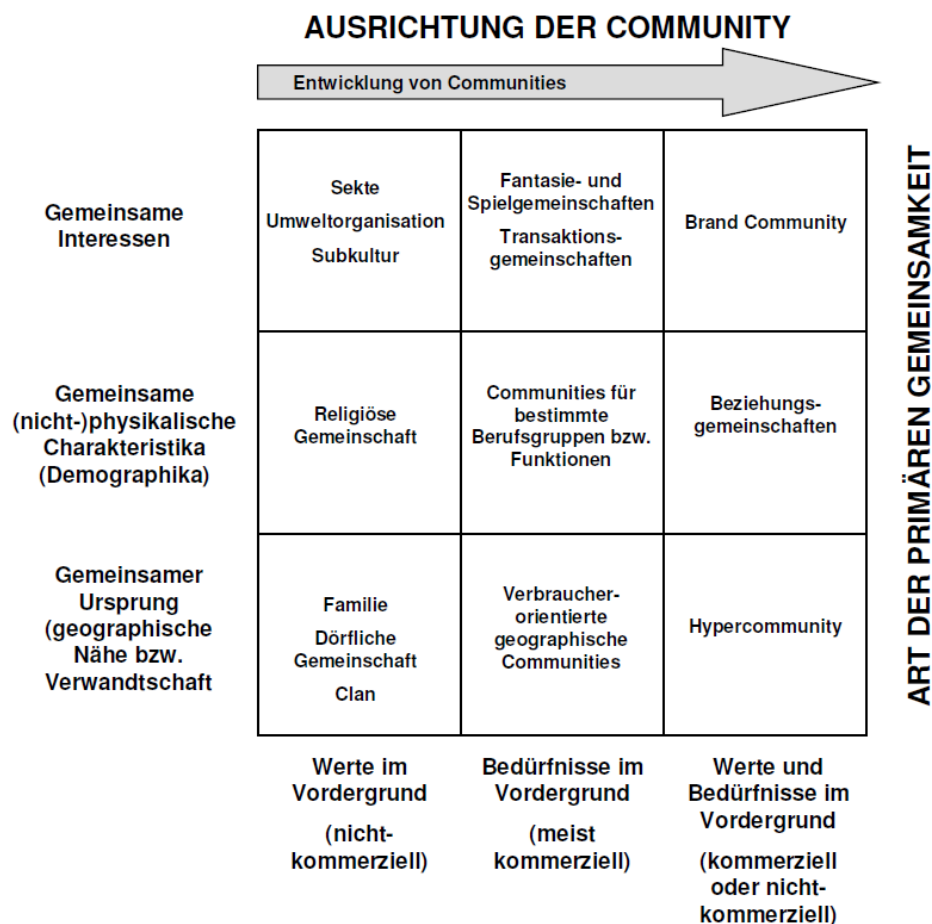 AUSRICHTUNG DER COMMUNITY
Entwicklung von Communities
Gemeinsame
Interessen
Sekte
Umweltorganisation
Subkultur
Fantasie- und
Spielgemeinschaften
Transaktions-
gemeinschaften
Brand Community
Gemeinsame
(nicht-)physikalische
Charakteristika
(Demographika)
Religiöse
Gemeinschaft
Communities für
bestimmte
Berufsgruppen bzw.
Funktionen
Beziehungs-
gemeinschaften
Gemeinsamer
Ursprung
(geographische
Nähe bzw.
Verwandtschaft
Familie
Dörfliche
Gemeinschaft
Clan
Verbraucher-
orientierte
geographische
Communities
Hypercommunity
Werte im
Vordergrund
(nicht-
kommerziell)
Bedürfnisse im
Vordergrund
(meist
kommerziell)
Werte und
Bedürfnisse im
Vordergrund
(kommerziell
oder nicht-
kommerziell)
ART DER PRIMÄREN GEMEINSAMKEIT